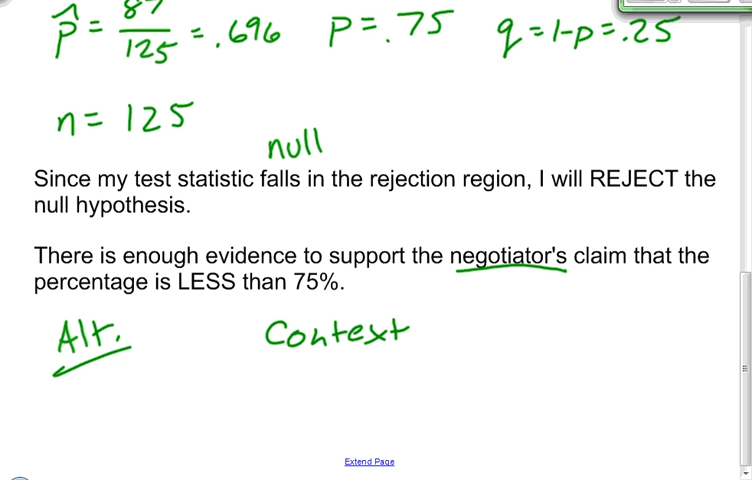 p̂ = 87/125 = .696 p = .75 q = 1-p = .25
n = 125
null
Since my test statistic falls in the rejection region, I will REJECT the
null hypothesis.
There is enough evidence to support the negotiator's claim that the
percentage is LESS than 75%.
Alt. Context
Extend Page